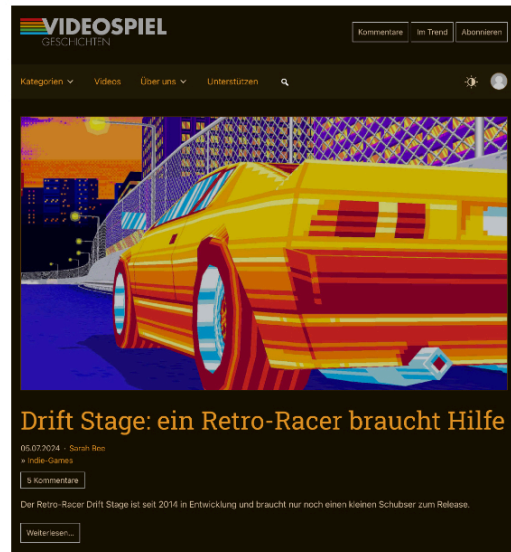 VIDEOSPIEL
GESCHICHTEN
Kommentare
Im Trend
Abonnieren
Kategorien
Videos
Über uns
Unterstützen
Drift Stage: ein Retro-Racer braucht Hilfe
05.07.2024 - Sarah Boo
» Indie-Games
5 Kommentare
Der Retro-Racer Drift Stage ist seit 2014 in Entwicklung und braucht nur noch einen kleinen Schubser zum Release.
Weiterlesen...